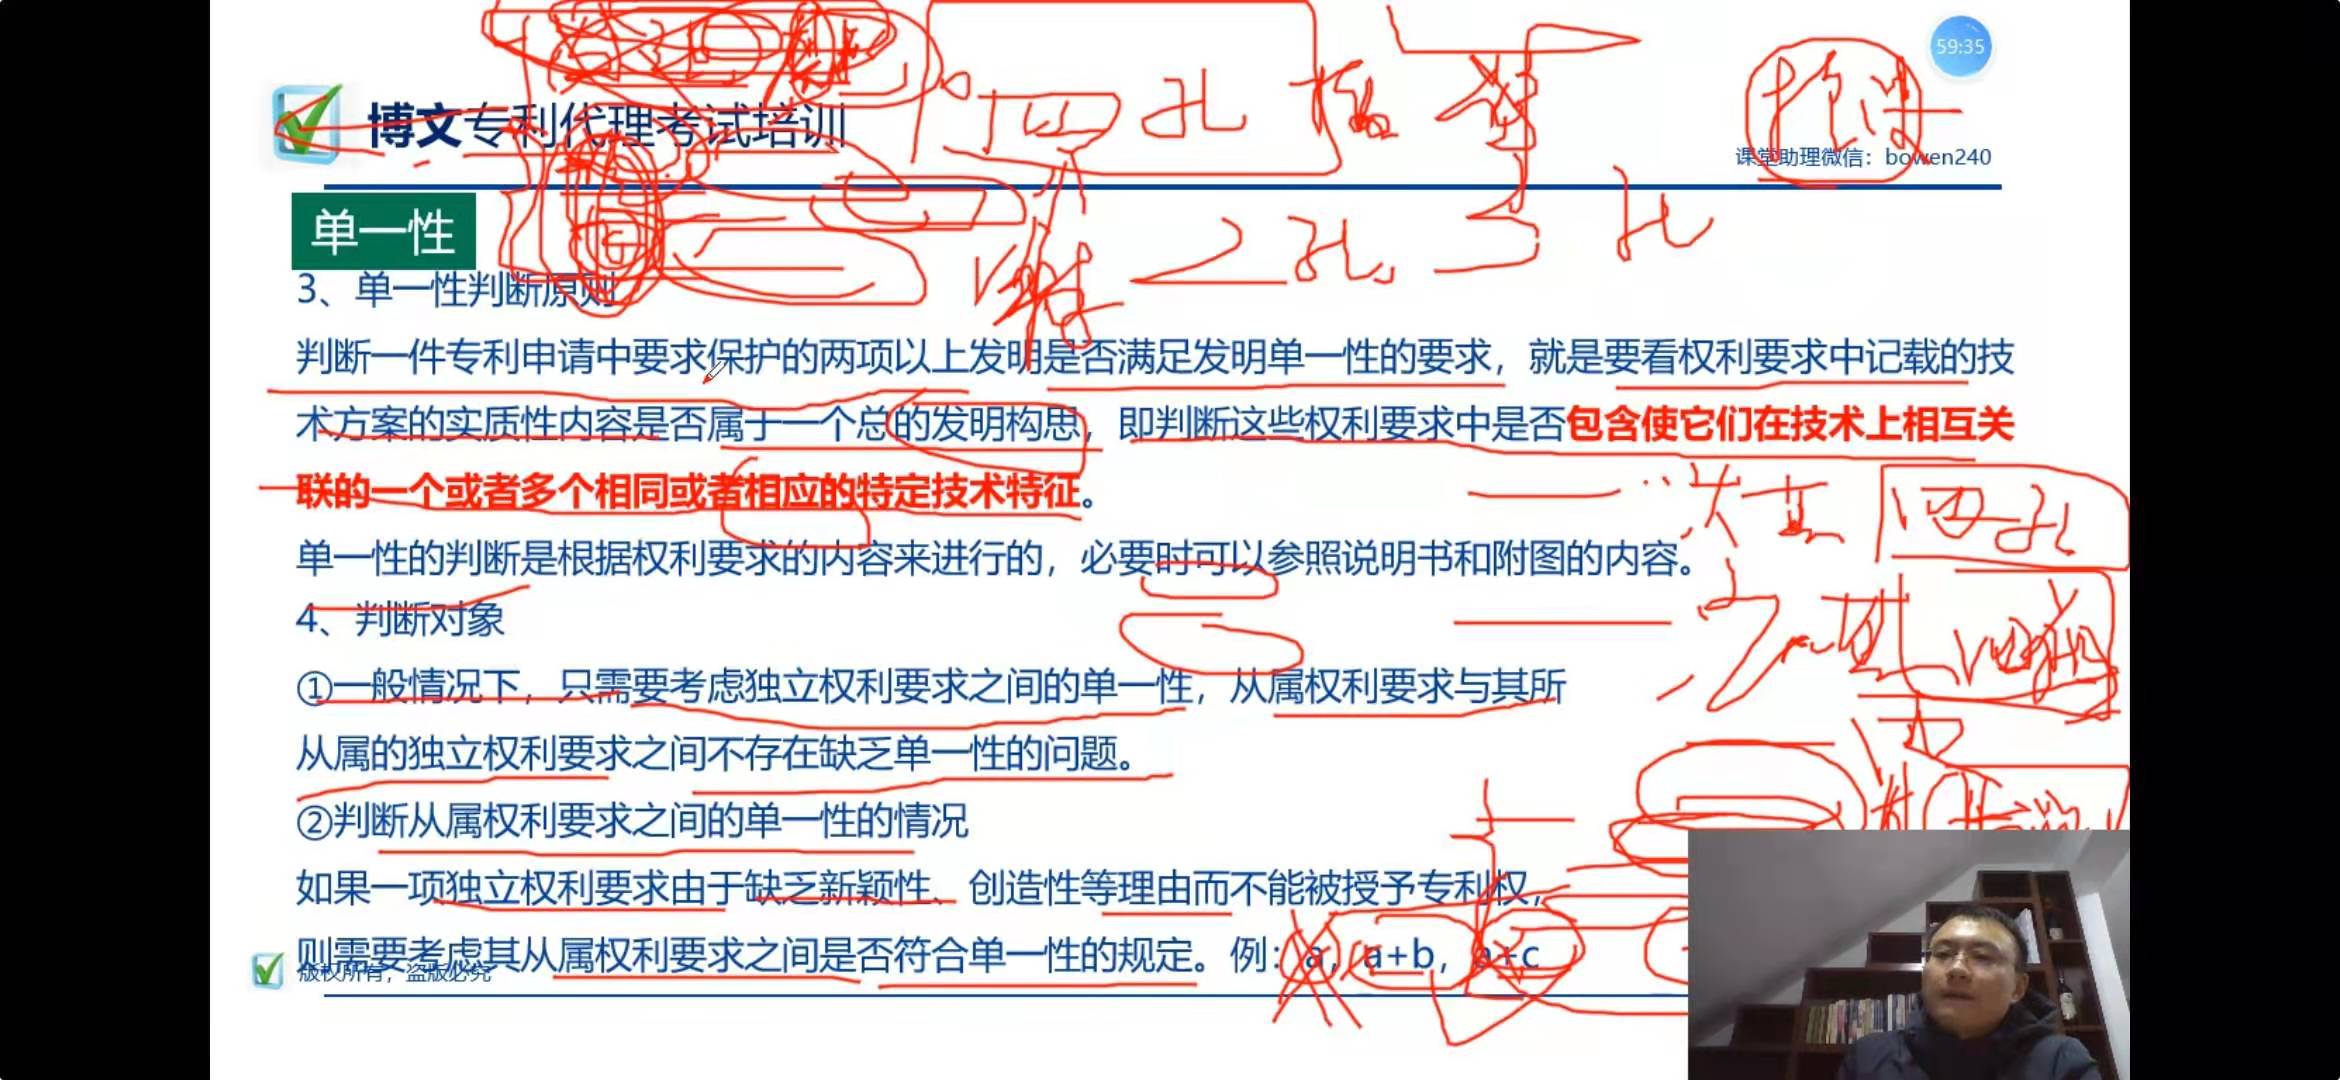 59:35
四孔插
博文专利代理考试培训
课堂助理微信：bowen240
2孔 3孔
单一性
3、单一性判断原则
判断一件专利申请中要求保护的两项以上发明是否满足发明单一性的要求，就是要看权利要求中记载的技
术方案的实质性内容是否属于一个总的发明构思，即判断这些权利要求中是否包含使它们在技术上相互关
联的一个或者多个相同或者相应的特定技术特征。
四孔
单一性的判断是根据权利要求的内容来进行的，必要时可以参照说明书和附图的内容。
4、判断对象
①一般情况下，只需要考虑独立权利要求之间的单一性，从属权利要求与其所
从属的独立权利要求之间不存在缺乏单一性的问题。
②判断从属权利要求之间的单一性的情况
如果一项独立权利要求由于缺乏新颖性、创造性等理由而不能被授予专利权，
则需要考虑其从属权利要求之间是否符合单一性的规定。例：a，a+b，a+c
版权所有，盗版必究